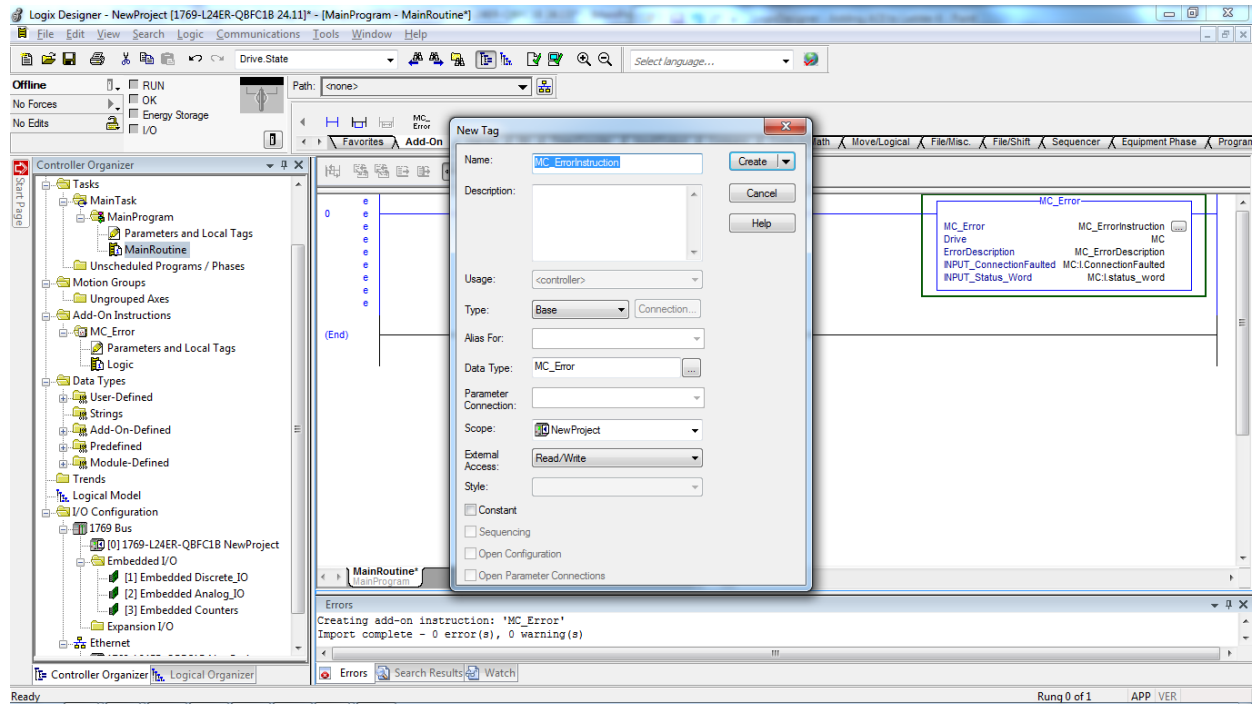 Logix Designer - NewProject [1769-L24ER-QBFC1B 24.11]* - [MainProgram - MainRoutine*]
File Edit View Search Logic Communications Tools Window Help
Drive.State
Select language...
Offline
RUN
No Forces
OK
Energy Storage
No Edits
I/O
Path: <none>
MC_
Error
Favorites Add-On
Math Move/Logical File/Misc. File/Shift Sequencer Equipment Phase Program
Start Page
Controller Organizer
Tasks
MainTask
MainProgram
Parameters and Local Tags
MainRoutine
Unscheduled Programs / Phases
Motion Groups
Ungrouped Axes
Add-On Instructions
MC_Error
Parameters and Local Tags
Logic
Data Types
User-Defined
Strings
Add-On-Defined
Predefined
Module-Defined
Trends
Logical Model
I/O Configuration
1769 Bus
[0] 1769-L24ER-QBFC1B NewProject
Embedded I/O
[1] Embedded Discrete_IO
[2] Embedded Analog_IO
[3] Embedded Counters
Expansion I/O
Ethernet
Controller Organizer Logical Organizer
e
0 e
e
e
e
e
e
e
e
(End)
MC_Error
MC_Error MC_ErrorInstruction ...
Drive MC
ErrorDescription MC_ErrorDescription
INPUT_ConnectionFaulted MC:I.ConnectionFaulted
INPUT_Status_Word MC:I.status_word
New Tag
Name: MC_ErrorInstruction
Create
Description:
Cancel
Help
Usage: <controller>
Type: Base Connection...
Alias For:
Data Type: MC_Error ...
Parameter
Connection:
Scope: NewProject
External
Access:
Read/Write
Style:
Constant
Sequencing
Open Configuration
Open Parameter Connections
MainRoutine*
MainProgram
Errors
Creating add-on instruction: 'MC_Error'
Import complete - 0 error(s), 0 warning(s)
Errors Search Results Watch
Ready
Rung 0 of 1 APP VER